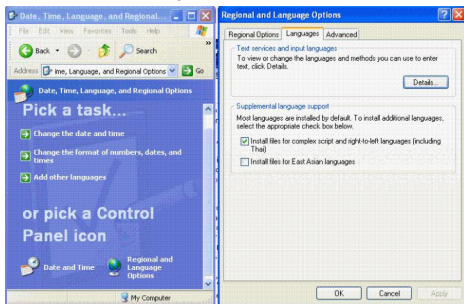 Date, Time, Language, and Regional...
File Edit View Favorites Tools Help
Back Search
Address ime, Language, and Regional Options Go
Date, Time, Language, and Regional Options
Pick a task...
Change the date and time
Change the format of numbers, dates, and
times
Add other languages
or pick a Control
Panel icon
Date and Time
Regional and
Language
Options
My Computer
Regional and Language Options
Regional Options Languages Advanced
Text services and input languages
To view or change the languages and methods you can use to enter
text, click Details.
Details...
Supplemental language support
Most languages are installed by default. To install additional languages,
select the appropriate check box below.
Install files for complex script and right-to-left languages (including
Thai)
Install files for East Asian languages
OK Cancel Apply